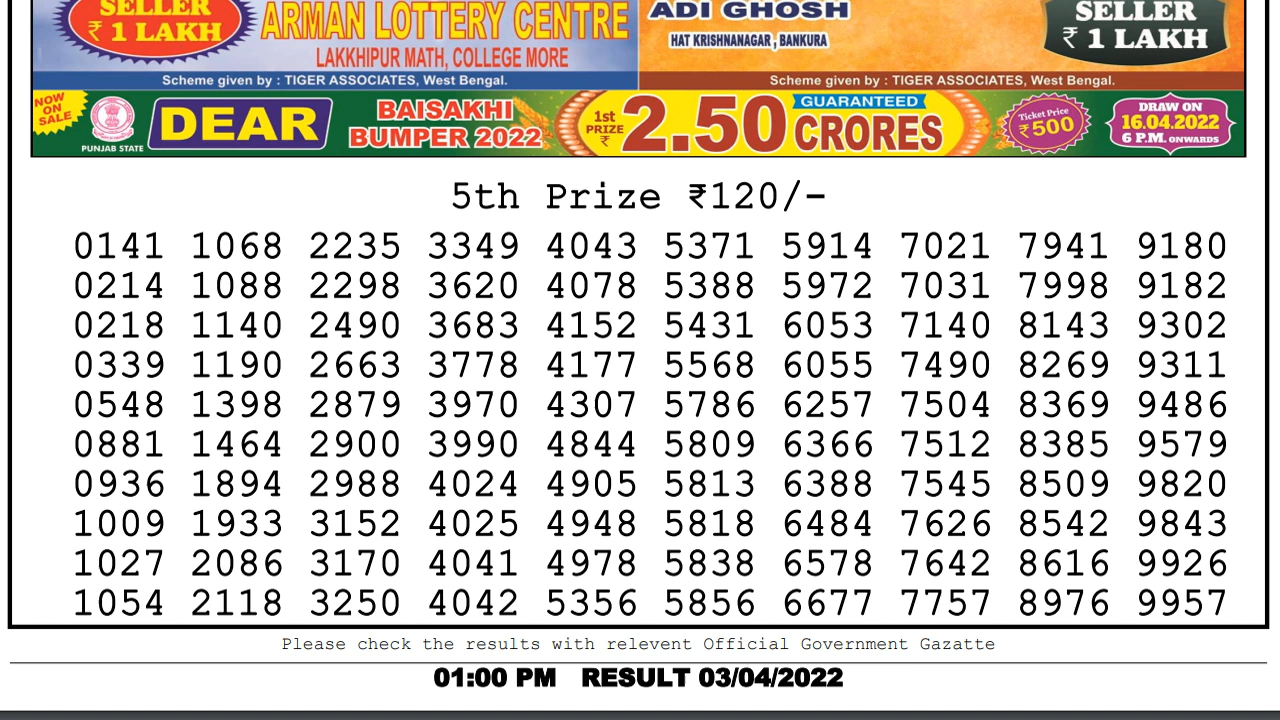 SELLER
₹ 1 LAKH
ARMAN LOTTERY CENTRE
LAKKHIPUR MATH, COLLEGE MORE
Scheme given by : TIGER ASSOCIATES, West Bengal.
ADI GHOSH
HAT KRISHNANAGAR , BANKURA
SELLER
₹ 1 LAKH
Scheme given by : TIGER ASSOCIATES, West Bengal.
NOW
ON
SALE
PUNJAB STATE
DEAR
BAISAKHI
BUMPER 2022
1st
PRIZE
₹
2.50
GUARANTEED
CRORES
Ticket Price
₹500
DRAW ON
16.04.2022
6 P.M. ONWARDS
5th Prize ₹120/-
0141 1068 2235 3349 4043 5371 5914 7021 7941 9180
0214 1088 2298 3620 4078 5388 5972 7031 7998 9182
0218 1140 2490 3683 4152 5431 6053 7140 8143 9302
0339 1190 2663 3778 4177 5568 6055 7490 8269 9311
0548 1398 2879 3970 4307 5786 6257 7504 8369 9486
0881 1464 2900 3990 4844 5809 6366 7512 8385 9579
0936 1894 2988 4024 4905 5813 6388 7545 8509 9820
1009 1933 3152 4025 4948 5818 6484 7626 8542 9843
1027 2086 3170 4041 4978 5838 6578 7642 8616 9926
1054 2118 3250 4042 5356 5856 6677 7757 8976 9957
Please check the results with relevent Official Government Gazatte
01:00 PM RESULT 03/04/2022